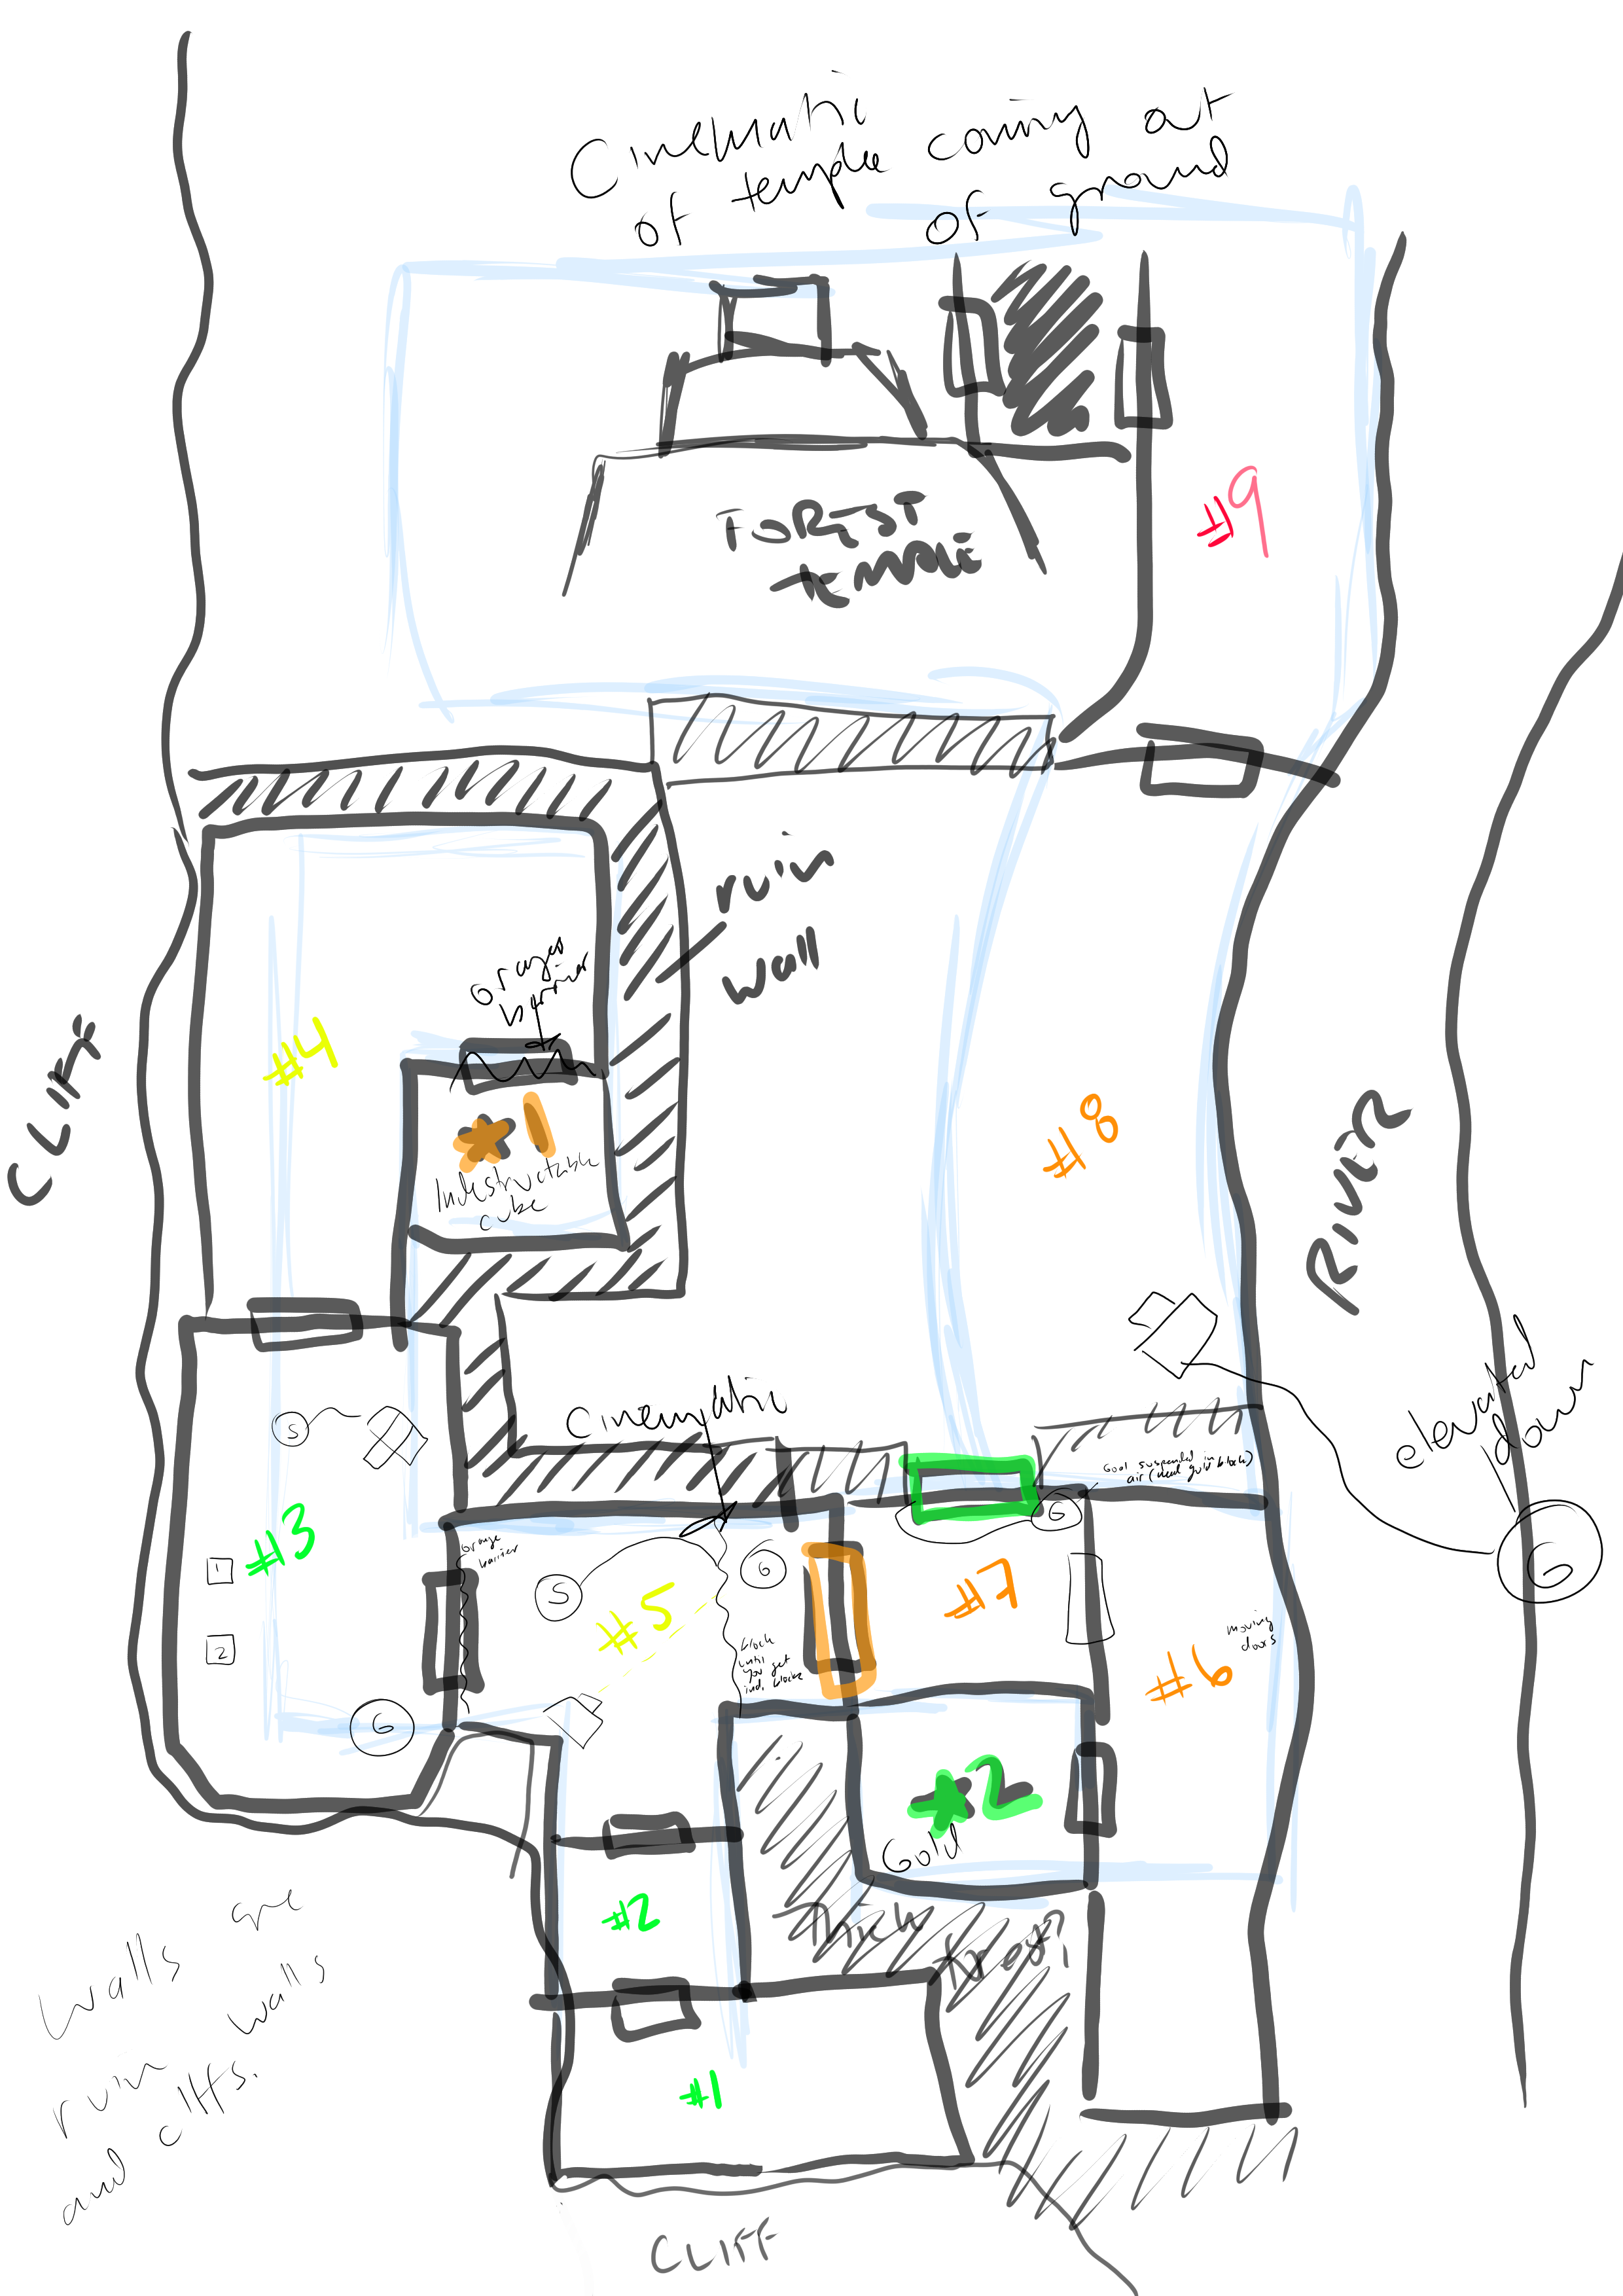 Cinematic
of temple coming out
of ground
FOREST
TEMPLE
#9
ruin
wall
orange
barrier
#4
CLIFF
* 1
Indestructable
cube
#8
RIVER
elevated
down
G
Cinematic
S
Goal suspended in
air (need gold block)
G
#3
1
2
G
orange
barrier
S
#5
G
block
until
you get
ind. blocks
#7
#6
moving
doors
* 2
Gold
#2
Thick
forest?
#1
Walls are
ruin walls
and cliffs.
CLIFF